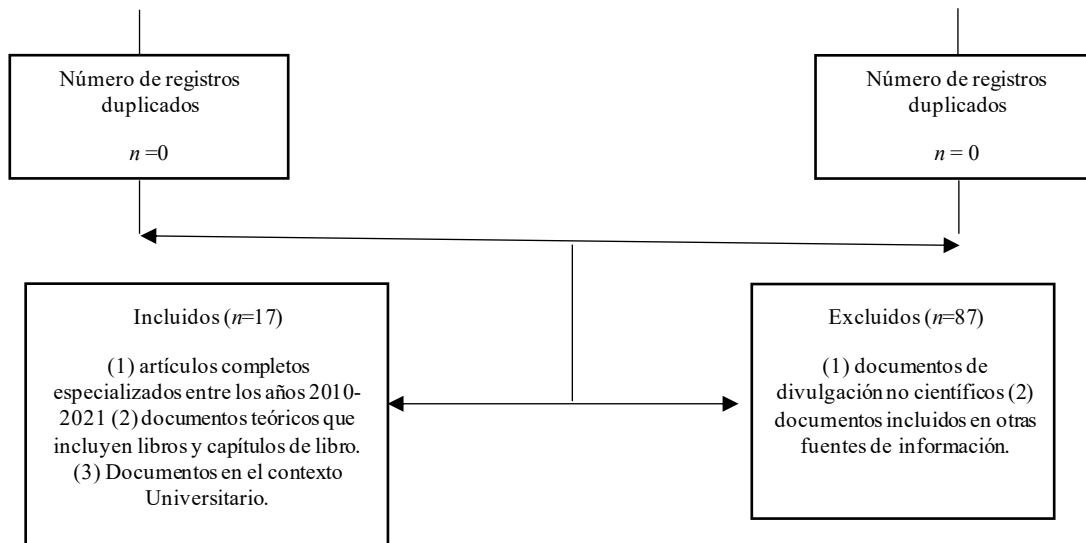 Número de registros
duplicados
n =0
Número de registros
duplicados
n = 0
Incluidos (n=17)
(1) artículos completos
especializados entre los años 2010-
2021 (2) documentos teóricos que
incluyen libros y capítulos de libro.
(3) Documentos en el contexto
Universitario.
Excluidos (n=87)
(1) documentos de
divulgación no científicos (2)
documentos incluidos en otras
fuentes de información.